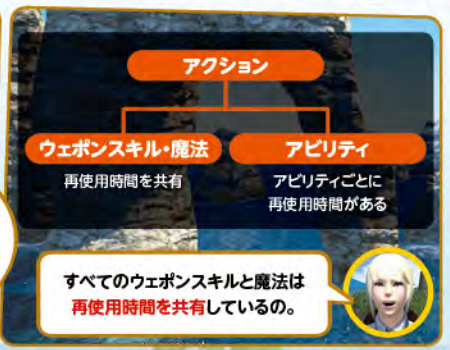 アクション
ウェポンスキル・魔法
再使用時間を共有
アビリティ
アビリティごとに
再使用時間がある
すべてのウェポンスキルと魔法は
再使用時間を共有しているの。